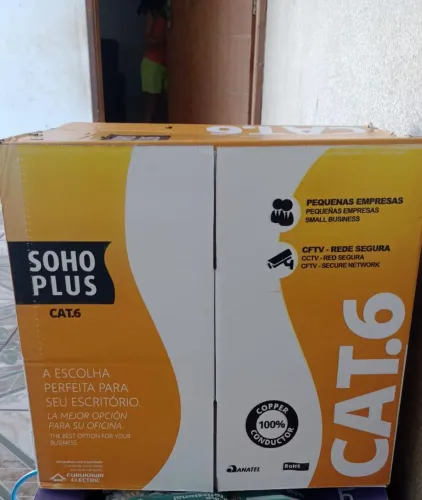 CAT.6
SOHO
PLUS
CAT.6
A ESCOLHA
PERFEITA PARA
SEU ESCRITÓRIO.
LA MEJOR OPCIÓN
PARA SU OFICINA.
THE BEST OPTION FOR YOUR
BUSINESS.
FURUKAWA
ELECTRIC
PEQUENAS EMPRESAS
PEQUEÑAS EMPRESAS
SMALL BUSINESS
CFTV - REDE SEGURA
CCTV - RED SEGURA
CFTV - SECURE NETWORK
CAT.6
COPPER
100%
CONDUCTOR
ANATEL
RoHS